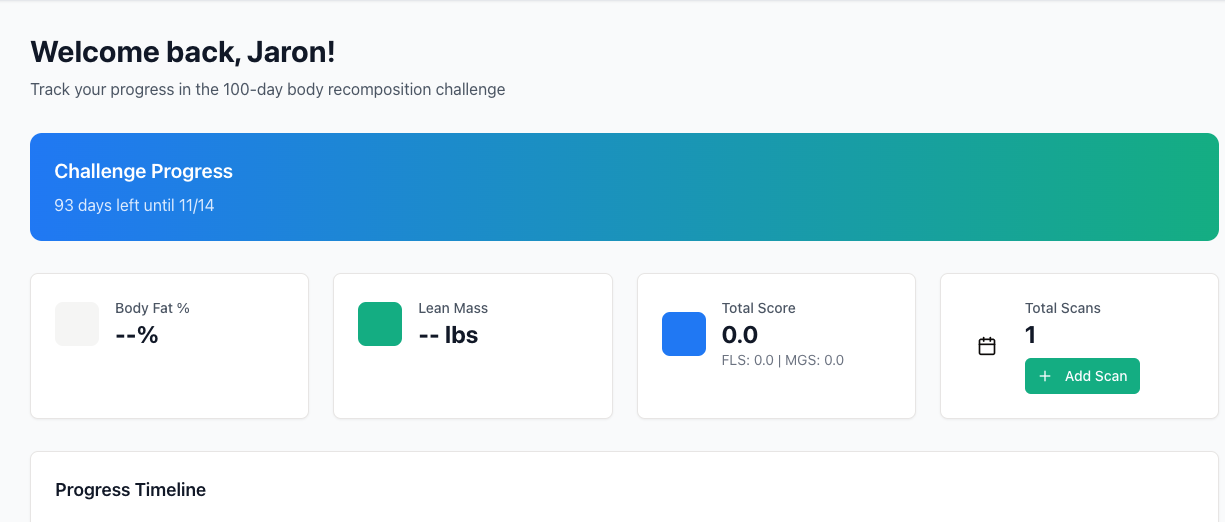 Welcome back, Jaron!
Track your progress in the 100-day body recomposition challenge
Challenge Progress
93 days left until 11/14
Body Fat %
--%
Lean Mass
-- lbs
Total Score
0.0
FLS: 0.0 | MGS: 0.0
Total Scans
1
+ Add Scan
Progress Timeline